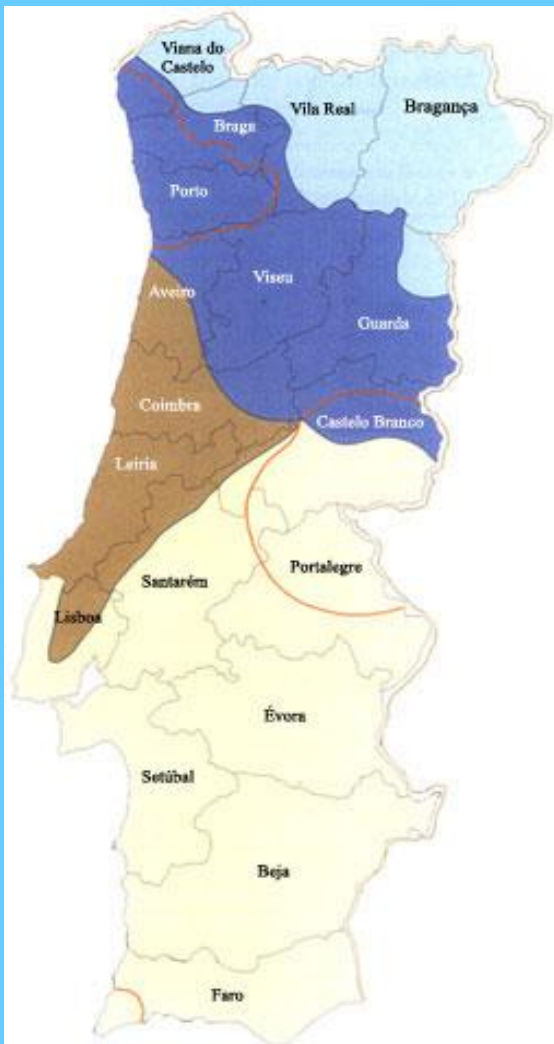 Viana do
Castelo
Vila Real
Bragança
Braga
Porto
Viseu
Aveiro
Guarda
Coimbra
Castelo Branco
Leiria
Portalegre
Santarém
Lisboa
Évora
Setúbal
Beja
Faro